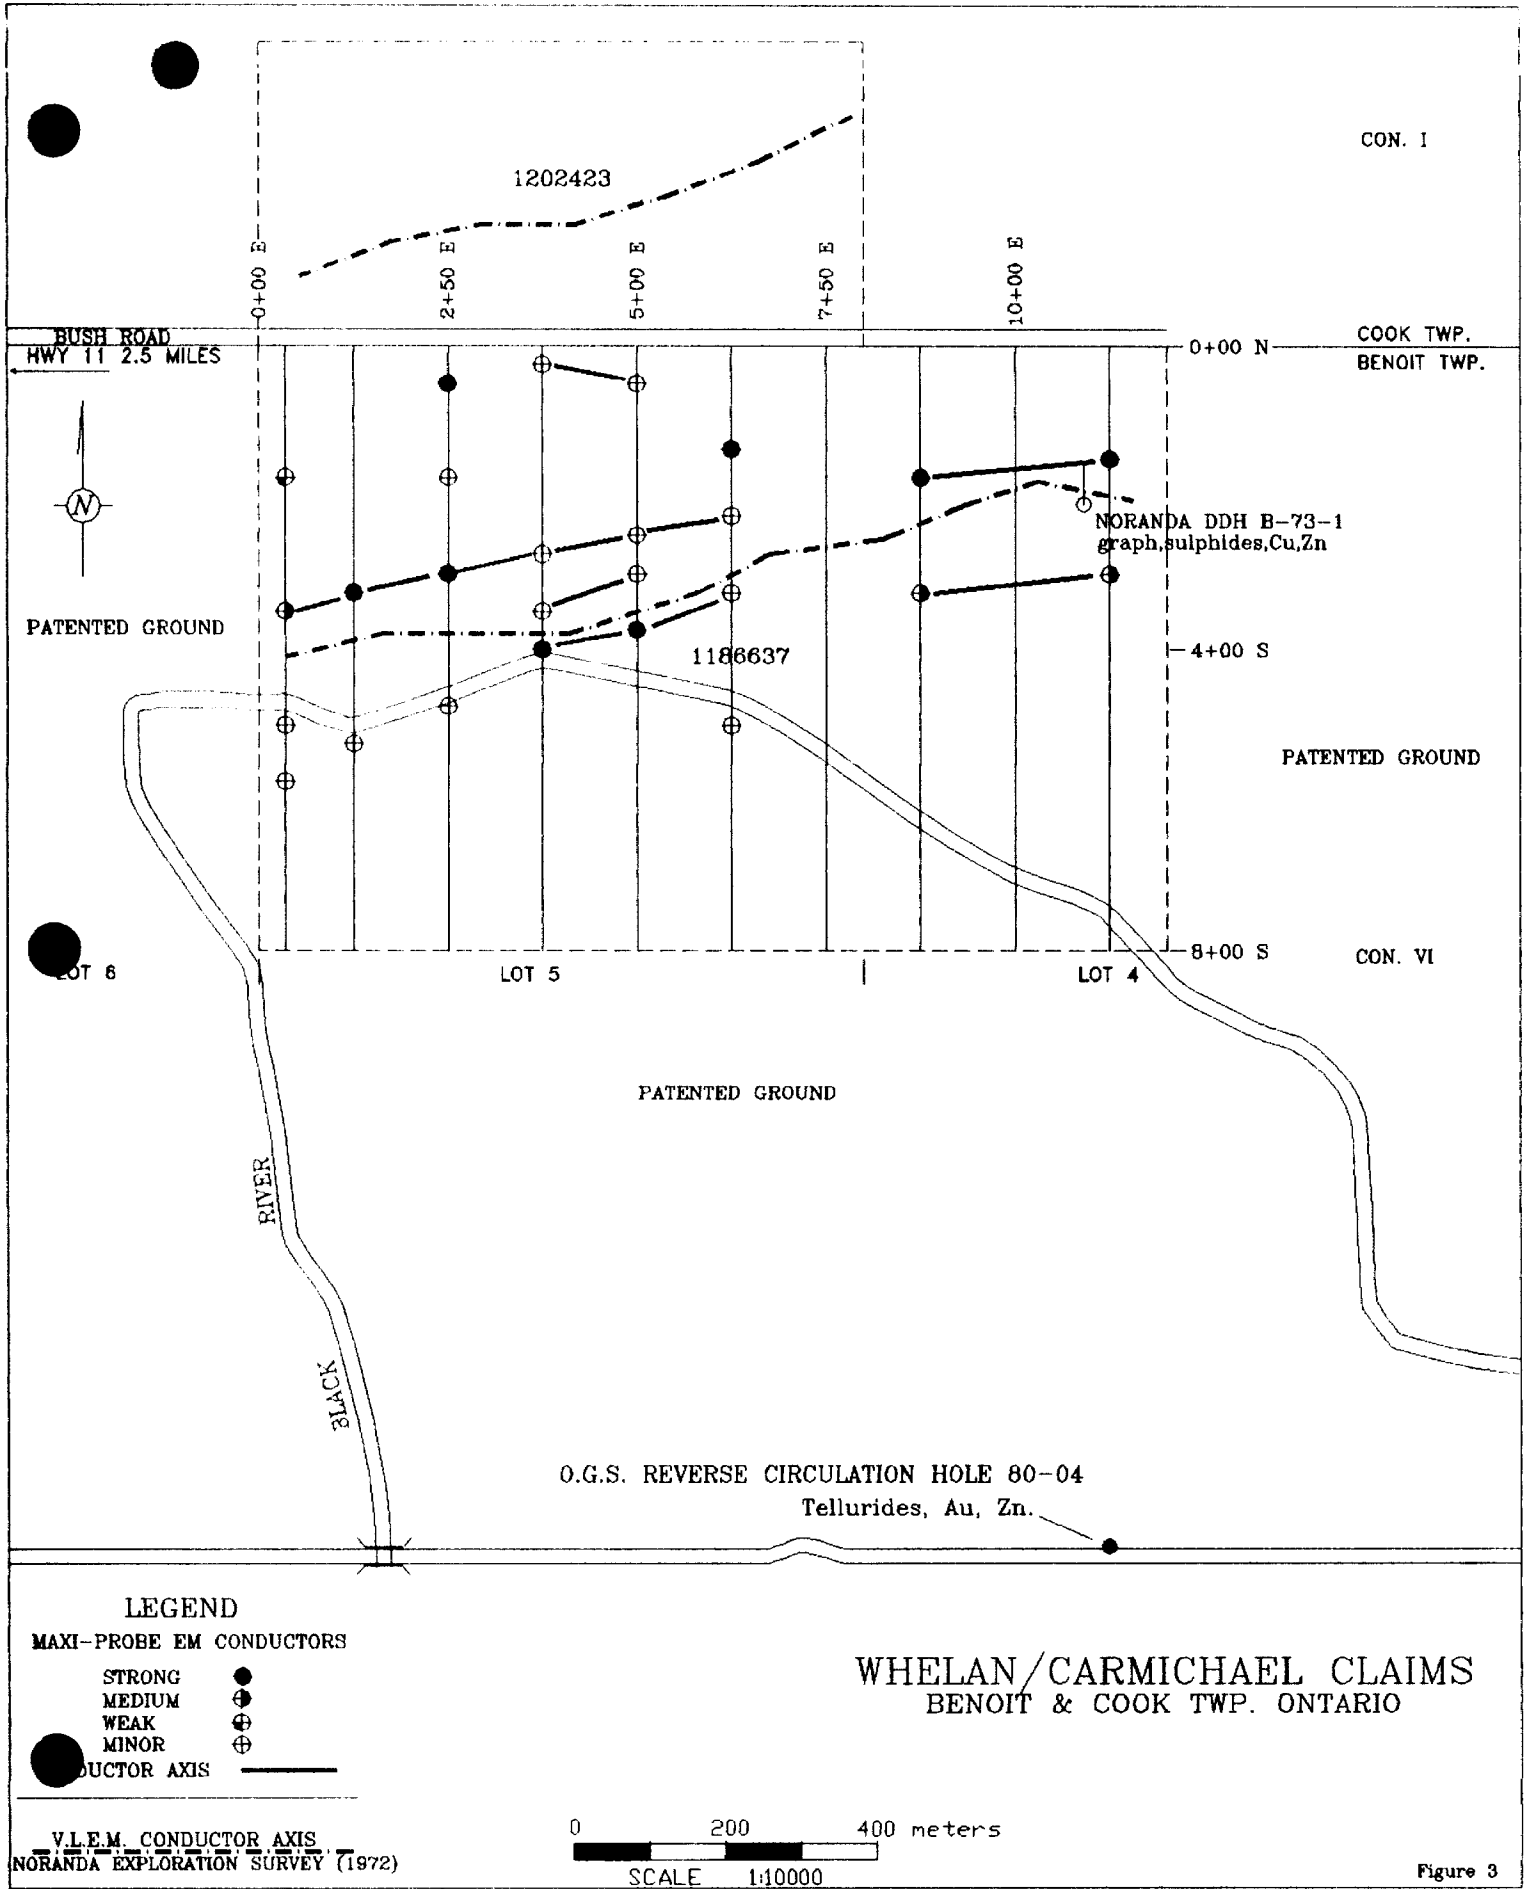 CON. I
1202423
0+00 E
2+50 E
5+00 E
7+50 E
10+00 E
BUSH ROAD
HWY 11 2.5 MILES
0+00 N
COOK TWP.
BENOIT TWP.
N
NORANDA DDH B-73-1
graph,sulphides,Cu,Zn
PATENTED GROUND
1186637
4+00 S
PATENTED GROUND
8+00 S
CON. VI
LOT 5
LOT 4
PATENTED GROUND
RIVER
BLACK
O.G.S. REVERSE CIRCULATION HOLE 80-04
Tellurides, Au, Zn.
LEGEND
MAXI-PROBE EM CONDUCTORS
STRONG
MEDIUM
WEAK
MINOR
DUCTOR AXIS
V.L.E.M. CONDUCTOR AXIS
NORANDA EXPLORATION SURVEY (1972)
WHELAN/CARMICHAEL CLAIMS
BENOIT & COOK TWP. ONTARIO
0 200 400 meters
SCALE 1:10000
Figure 3